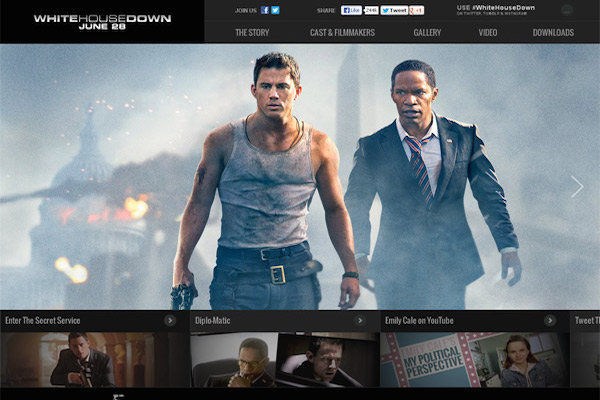 WHITEHOUSEDOWN
JUNE 28
JOIN US
SHARE
Like
Tweet
+1
USE #WhiteHouseDown
ON TWITTER, TUMBLR & INSTAGRAM
THE STORY
CAST & FILMMAKERS
GALLERY
VIDEO
DOWNLOADS
Enter The Secret Service
Diplo-Matic
Emily Cale on YouTube
Tweet T
MY POLITICAL
PERSPECTIVE